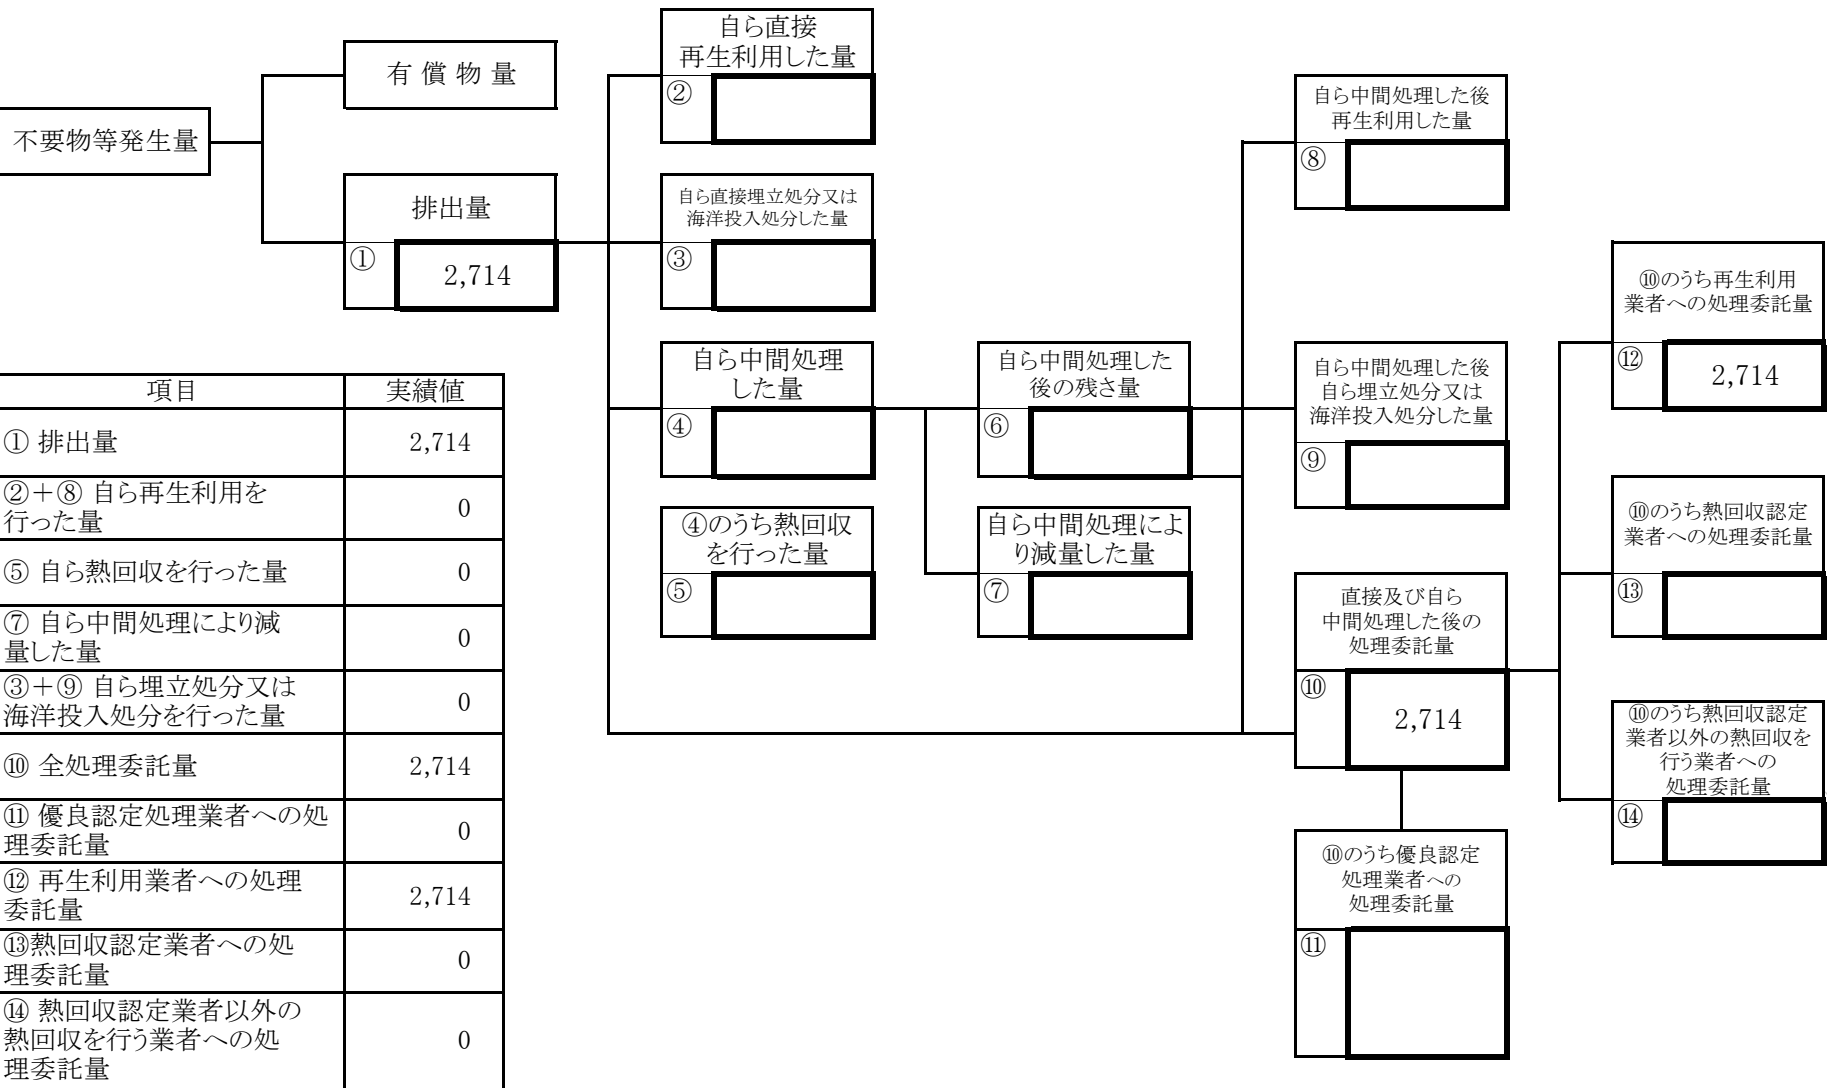 自ら直接
再生利用した量
②
有 償 物 量
不要物等発生量
排出量
①
2,714
自ら直接埋立処分又は
海洋投入処分した量
③
自ら中間処理
した量
④
④のうち熱回収
を行った量
⑤
自ら中間処理した
後の残さ量
⑥
自ら中間処理によ
り減量した量
⑦
自ら中間処理した後
再生利用した量
⑧
自ら中間処理した後
自ら埋立処分又は
海洋投入処分した量
⑨
直接及び自ら
中間処理した後の
処理委託量
⑩
2,714
⑩のうち優良認定
処理業者への
処理委託量
⑪
⑩のうち再生利用
業者への処理委託量
⑫
2,714
⑩のうち熱回収認定
業者への処理委託量
⑬
⑩のうち熱回収認定
業者以外の熱回収を
行う業者への
処理委託量
⑭
項目 実績値
① 排出量 2,714
②＋⑧ 自ら再生利用を
行った量 0
⑤ 自ら熱回収を行った量 0
⑦ 自ら中間処理により減
量した量 0
③＋⑨ 自ら埋立処分又は
海洋投入処分を行った量 0
⑩ 全処理委託量 2,714
⑪ 優良認定処理業者への処
理委託量 0
⑫ 再生利用業者への処理
委託量 2,714
⑬熱回収認定業者への処
理委託量 0
⑭ 熱回収認定業者以外の
熱回収を行う業者への処
理委託量 0